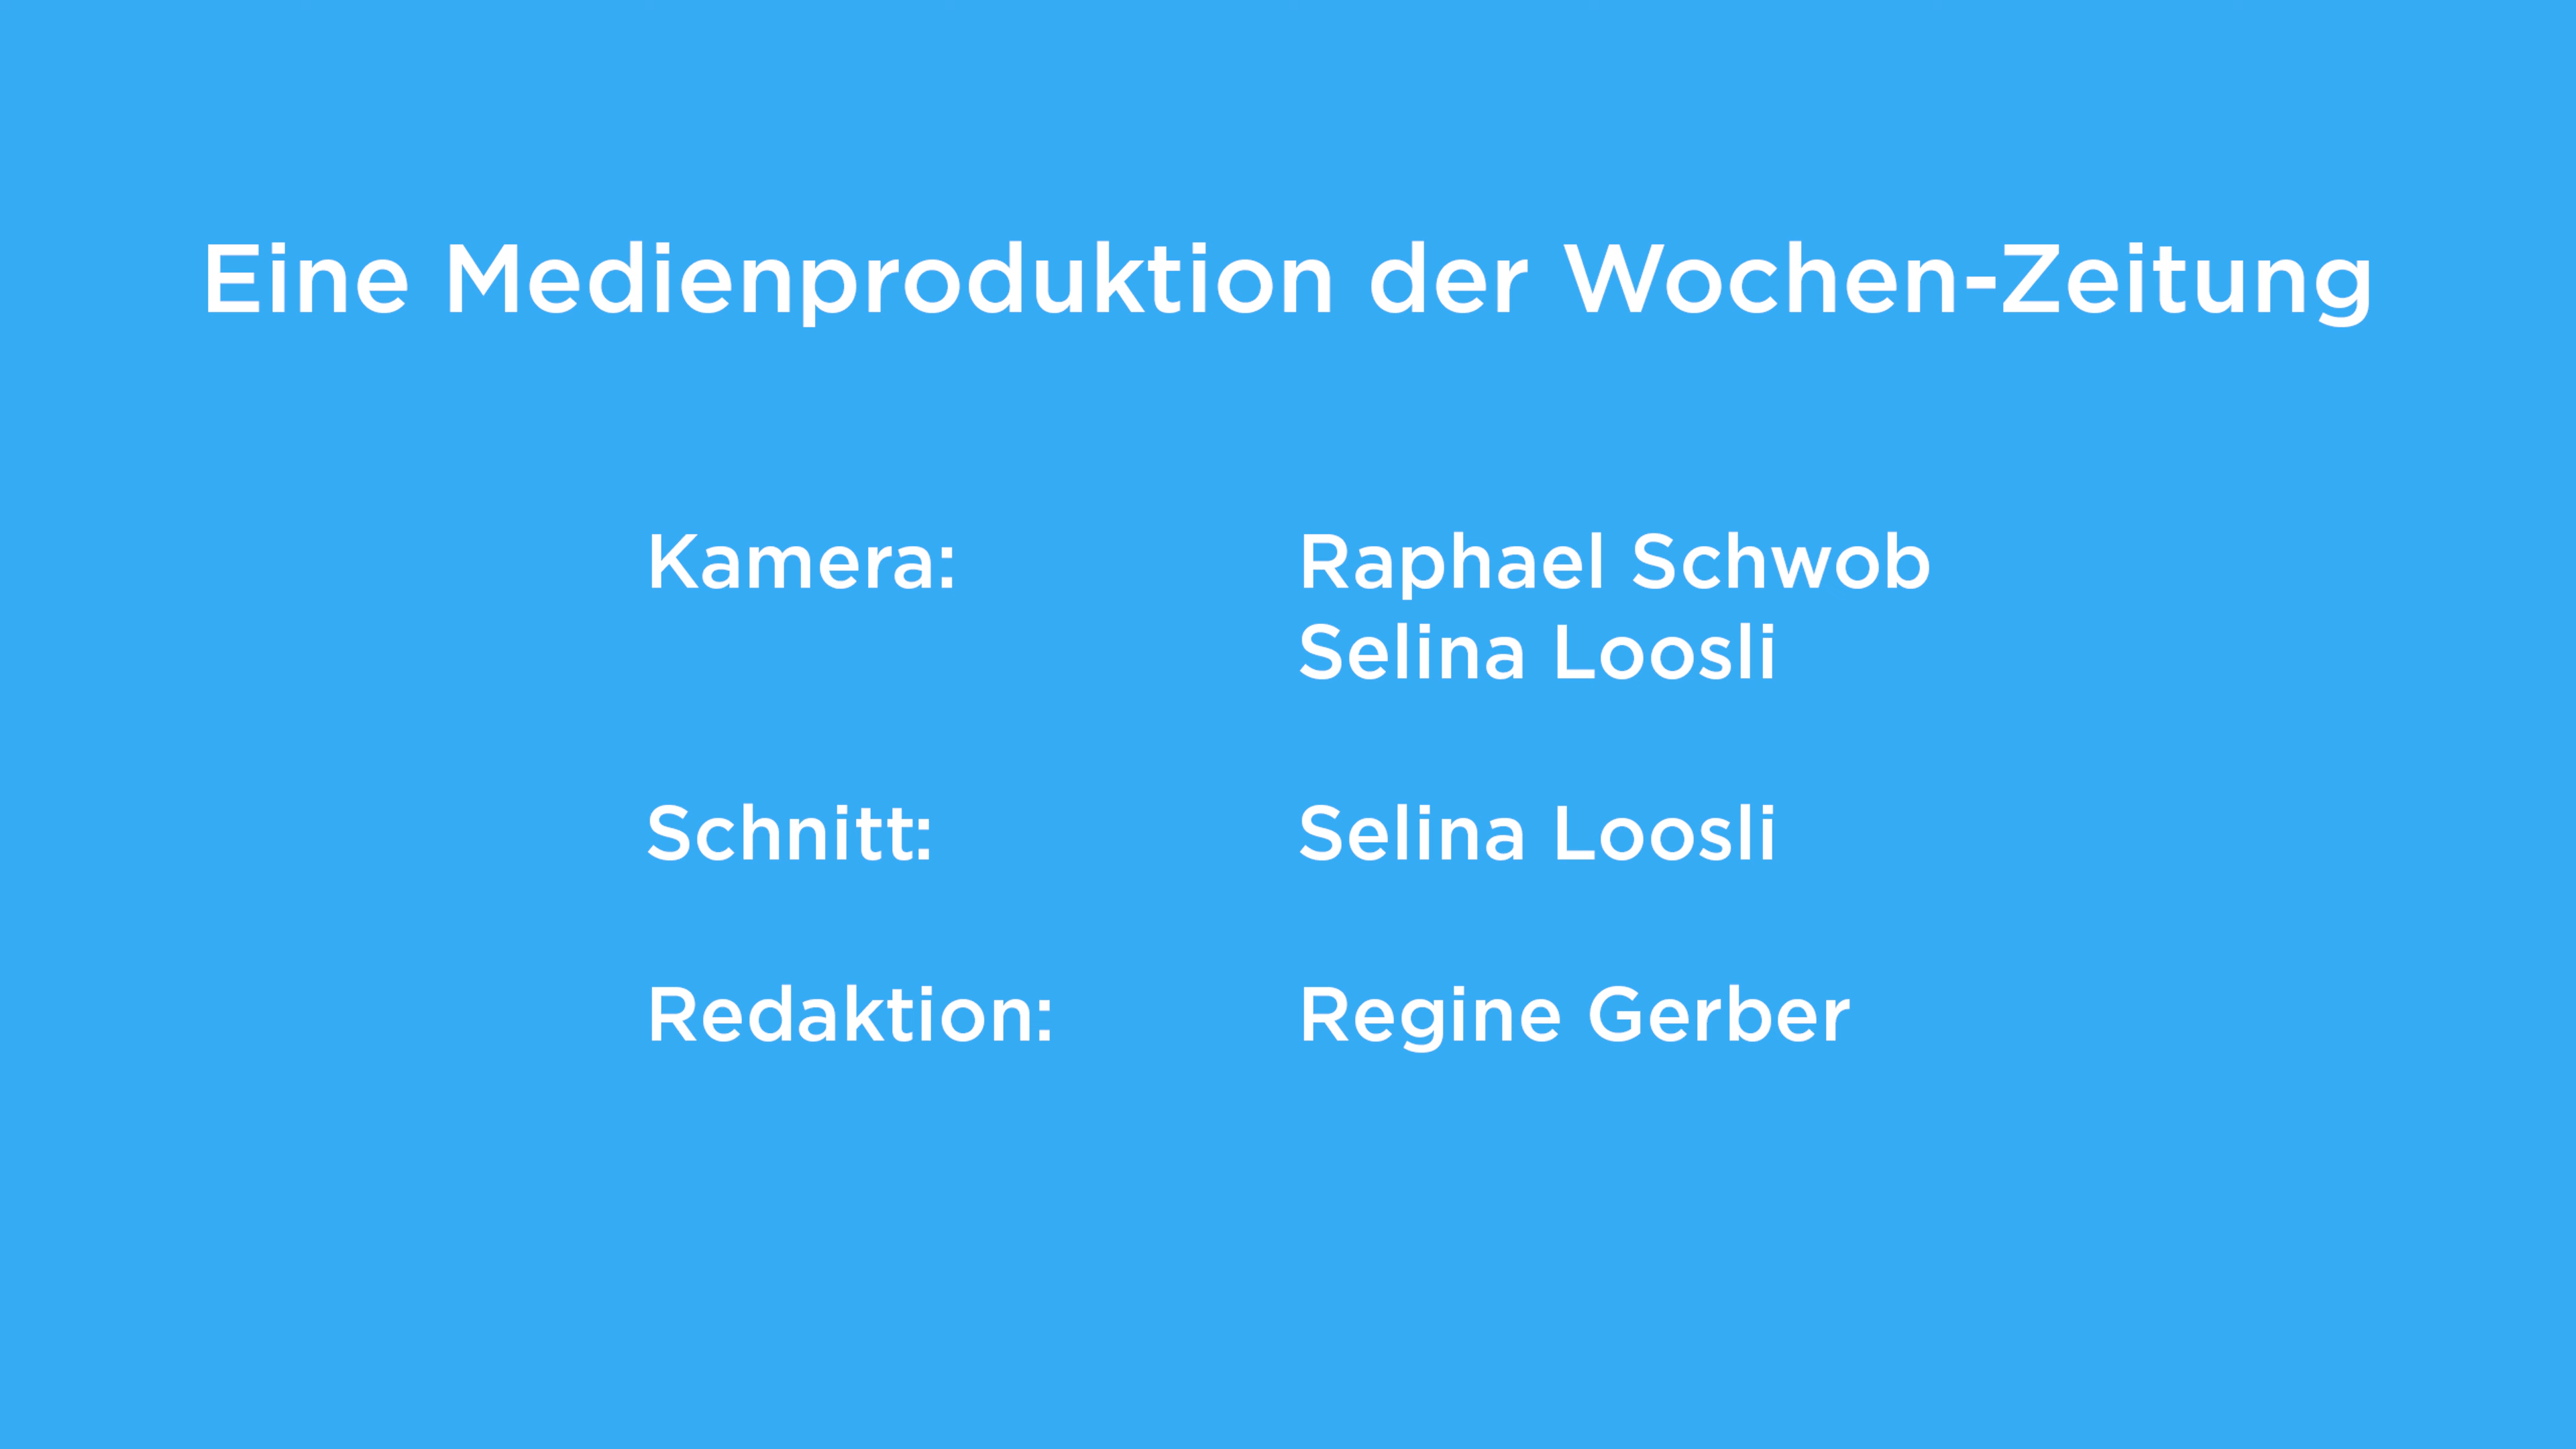 Eine Medienproduktion der Wochen-Zeitung
Kamera: Raphael Schwob
Selina Loosli
Schnitt: Selina Loosli
Redaktion: Regine Gerber